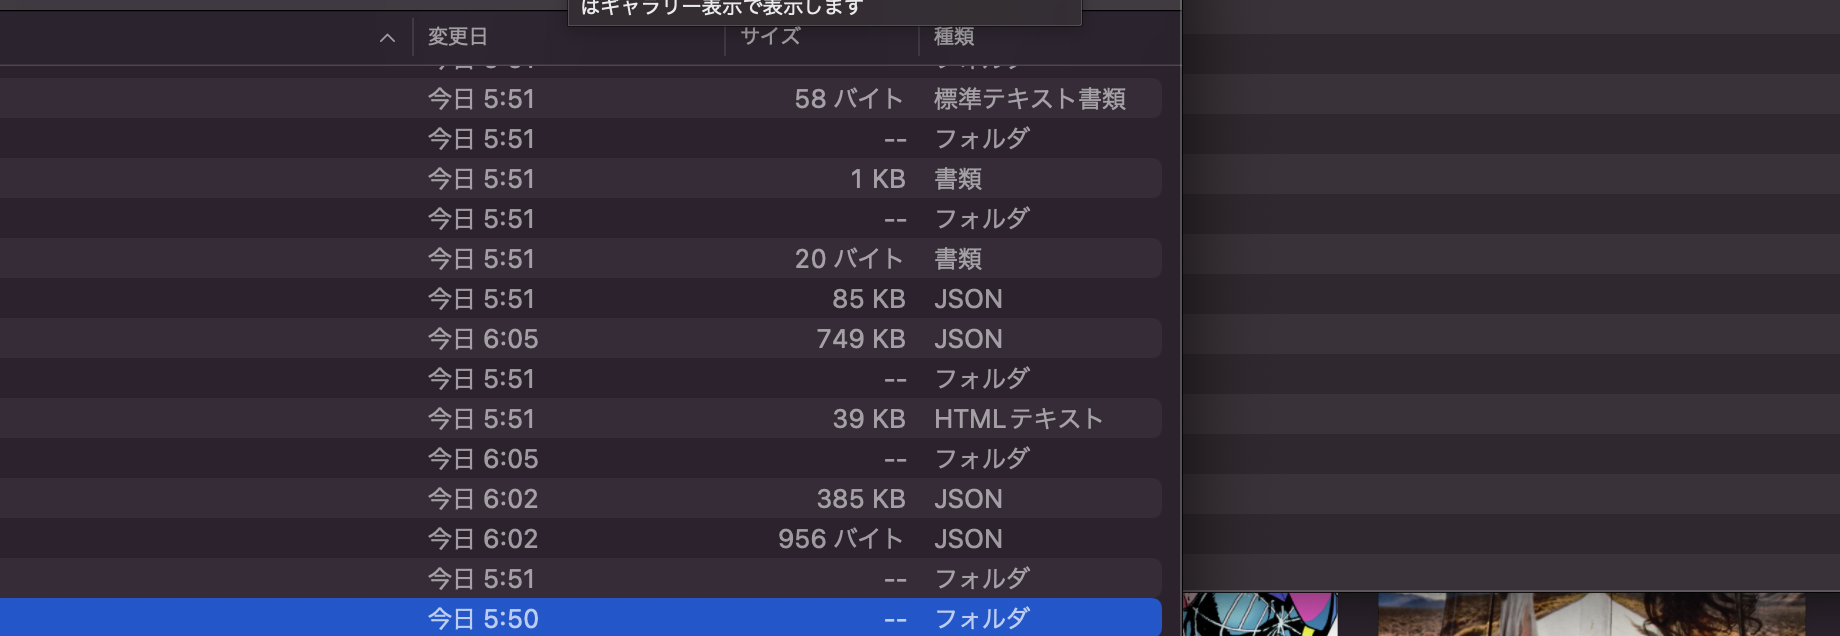 はギャラリー表示で表示します
変更日 サイズ 種類
今日 5:51 58 バイト 標準テキスト書類
今日 5:51 -- フォルダ
今日 5:51 1 KB 書類
今日 5:51 -- フォルダ
今日 5:51 20 バイト 書類
今日 5:51 85 KB JSON
今日 6:05 749 KB JSON
今日 5:51 -- フォルダ
今日 5:51 39 KB HTMLテキスト
今日 6:05 -- フォルダ
今日 6:02 385 KB JSON
今日 6:02 956 バイト JSON
今日 5:51 -- フォルダ
今日 5:50 -- フォルダ